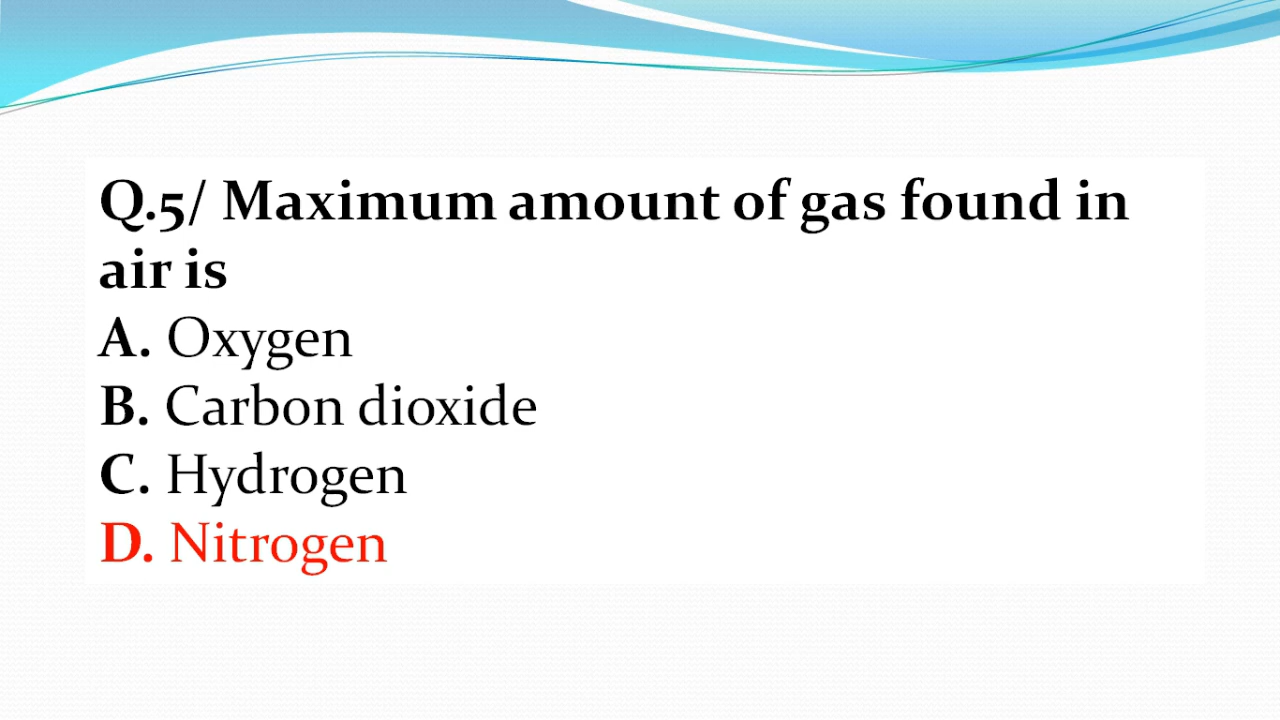 Q.5/ Maximum amount of gas found in
air is
A. Oxygen
B. Carbon dioxide
C. Hydrogen
D. Nitrogen